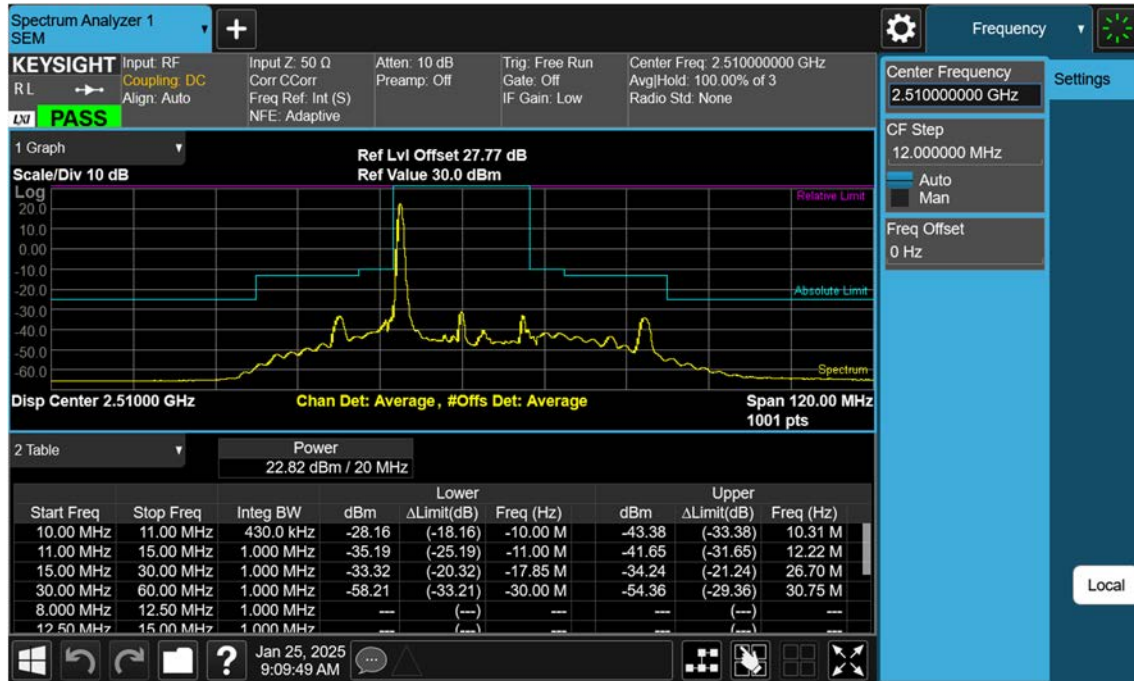 Spectrum Analyzer 1
SEM
Frequency
KEYSIGHT
RL
LXI
PASS
Input: RF
Coupling: DC
Align: Auto
Input Z: 50 Ω
Corr CCorr
Freq Ref: Int (S)
NFE: Adaptive
Atten: 10 dB
Preamp: Off
Trig: Free Run
Gate: Off
IF Gain: Low
Center Freq: 2.510000000 GHz
Avg|Hold: 100.00% of 3
Radio Std: None
Center Frequency
2.510000000 GHz
Settings
CF Step
12.000000 MHz
Auto
Man
Freq Offset
0 Hz
Local
1 Graph
Ref Lvl Offset 27.77 dB
Scale/Div 10 dB
Ref Value 30.0 dBm
Log
Relative Limit
20.0
10.0
0.00
-10.0
-20.0
Absolute Limit
-30.0
-40.0
-50.0
-60.0
Spectrum
Disp Center 2.51000 GHz
Chan Det: Average, #Offs Det: Average
Span 120.00 MHz
1001 pts
2 Table
Power
22.82 dBm / 20 MHz
Lower Upper
Start Freq Stop Freq Integ BW dBm ΔLimit(dB) Freq (Hz) dBm ΔLimit(dB) Freq (Hz)
10.00 MHz 11.00 MHz 430.0 kHz -28.16 (-18.16) -10.00 M -43.38 (-33.38) 10.31 M
11.00 MHz 15.00 MHz 1.000 MHz -35.19 (-25.19) -11.00 M -41.65 (-31.65) 12.22 M
15.00 MHz 30.00 MHz 1.000 MHz -33.32 (-20.32) -17.85 M -34.24 (-21.24) 26.70 M
30.00 MHz 60.00 MHz 1.000 MHz -58.21 (-33.21) -30.00 M -54.36 (-29.36) 30.75 M
8.000 MHz 12.50 MHz 1.000 MHz --- (---) --- (---)
12.50 MHz 15.00 MHz 1.000 MHz --- (---) --- (---)
?
Jan 25, 2025
9:09:49 AM